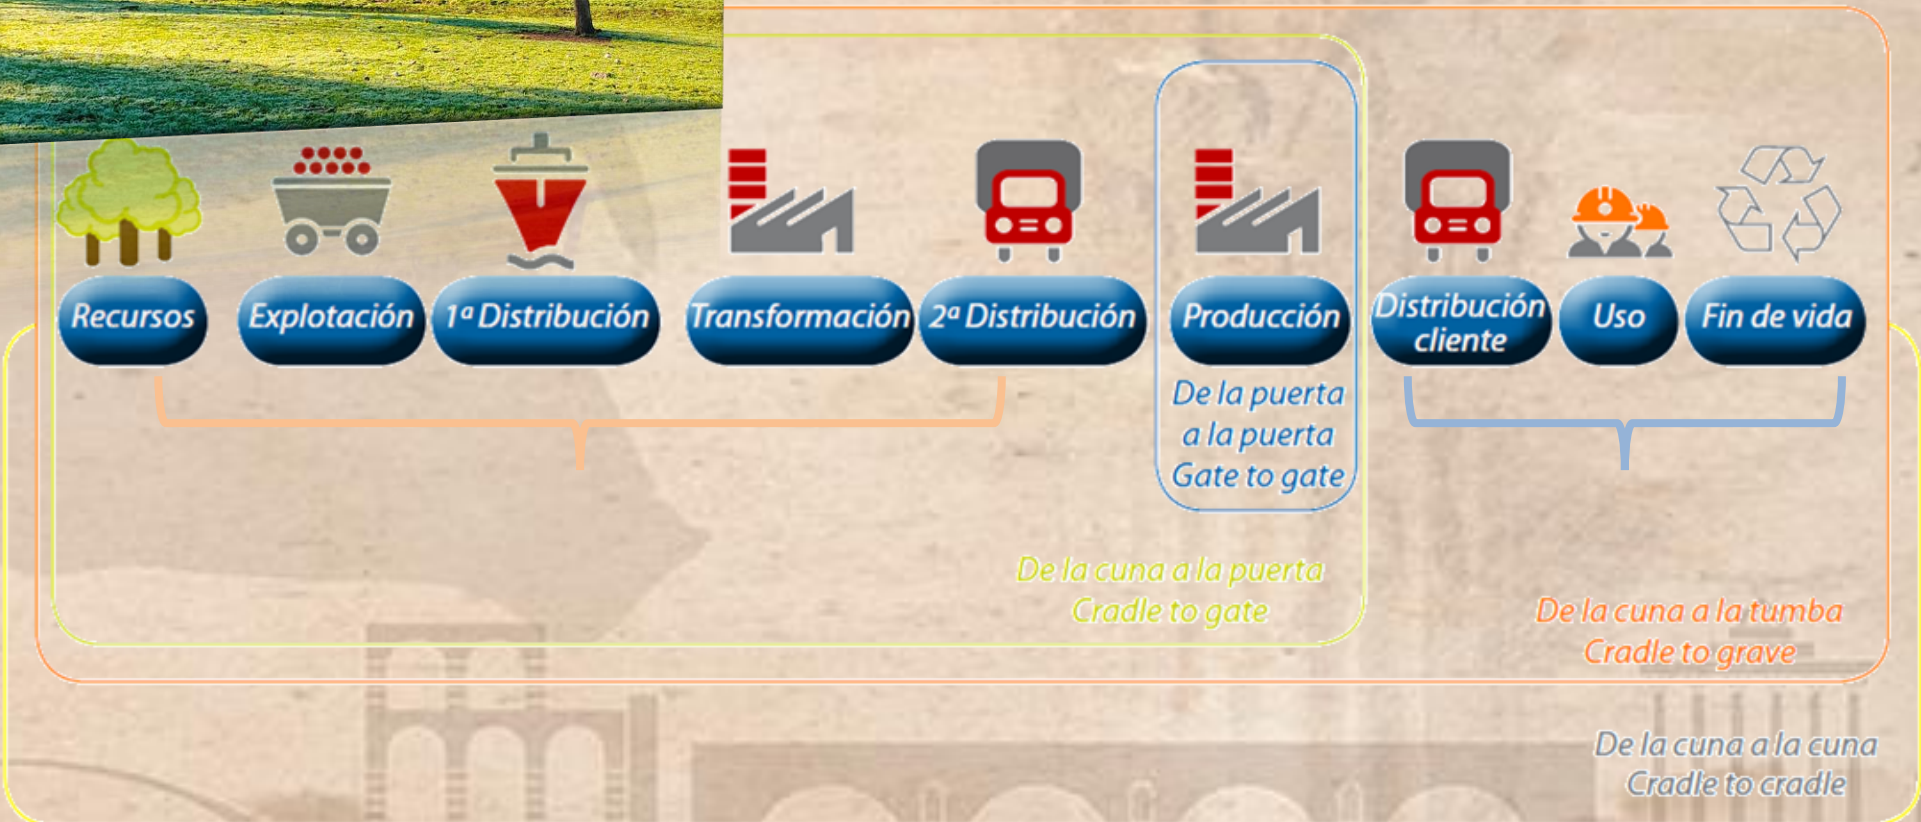 Recursos
Explotación
1ª Distribución
Transformación
2ª Distribución
Producción
Distribución
cliente
Uso
Fin de vida
De la puerta
a la puerta
Gate to gate
De la cuna a la puerta
Cradle to gate
De la cuna a la tumba
Cradle to grave
De la cuna a la cuna
Cradle to cradle